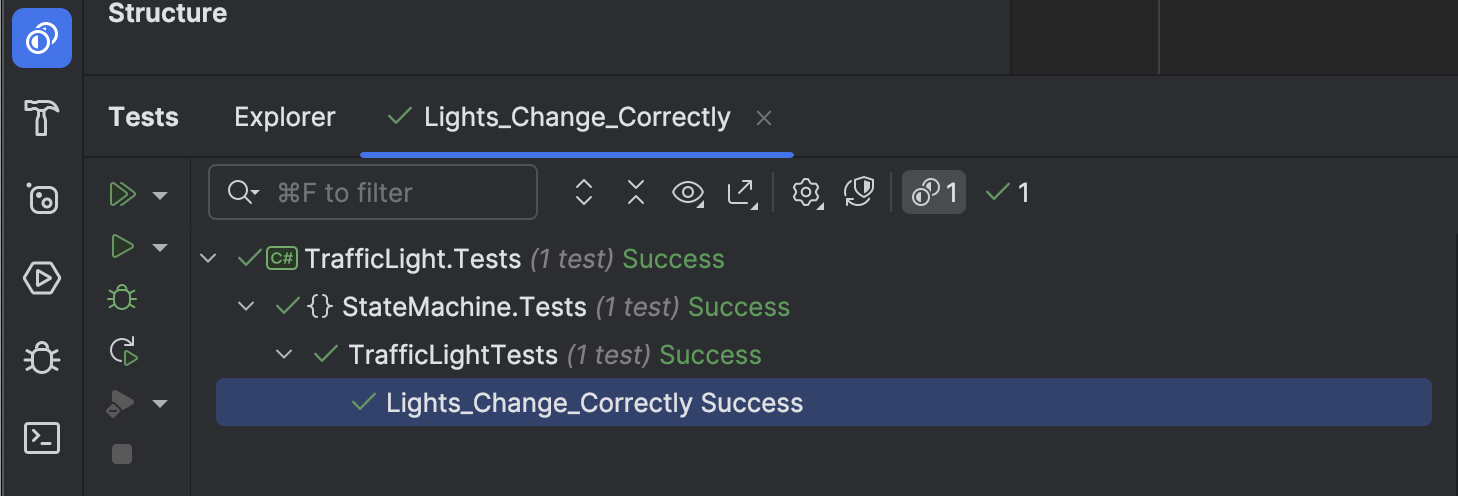 Structure
Tests Explorer Lights_Change_Correctly
⌘F to filter 1 1
C# TrafficLight.Tests (1 test) Success
{} StateMachine.Tests (1 test) Success
TrafficLightTests (1 test) Success
Lights_Change_Correctly Success